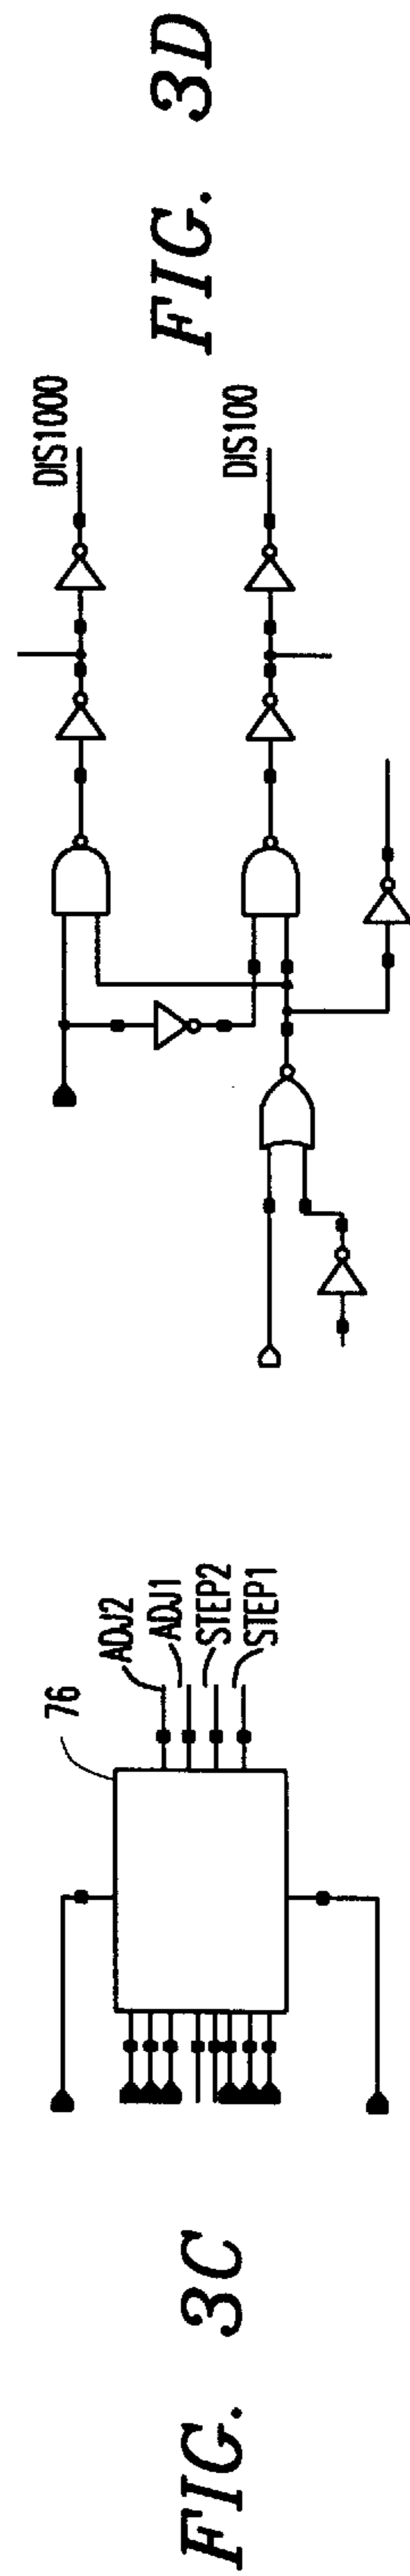 FIG. 3C
76
ADJ2
ADJ1
STEP2
STEP1
DIS1000
DIS100
FIG. 3D